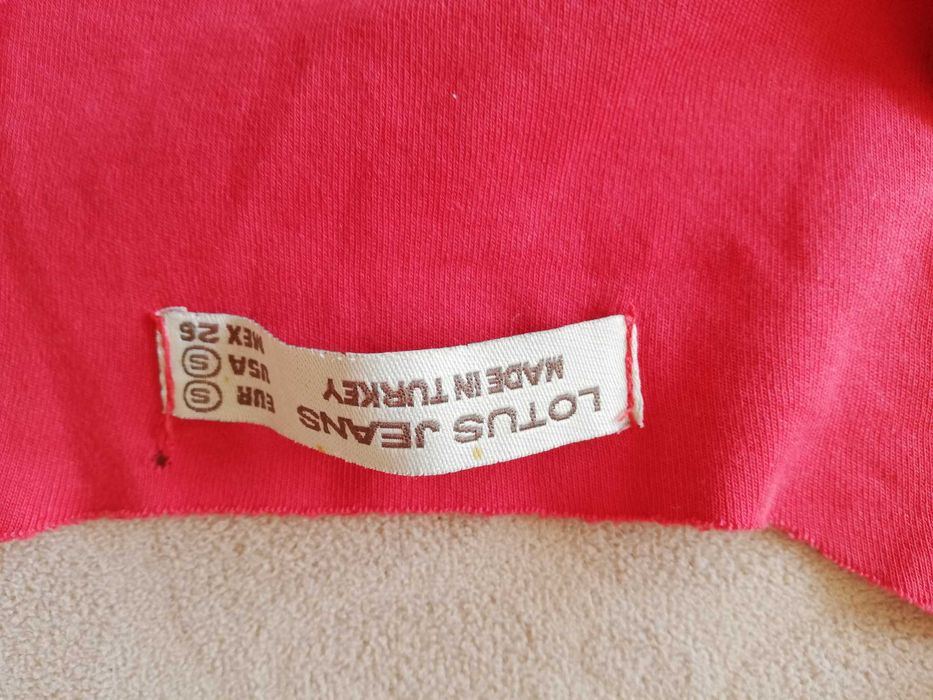 LOTUS JEANS
MADE IN TURKEY
EUR S
USA S
MEX 26